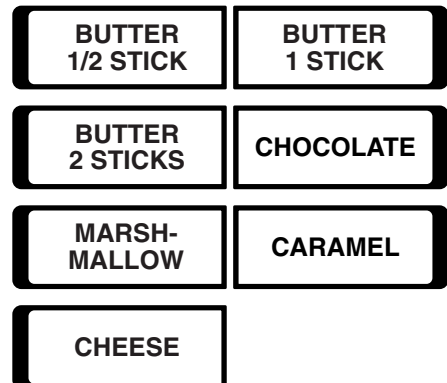 BUTTER
1/2 STICK
BUTTER
1 STICK
BUTTER
2 STICKS
CHOCOLATE
MARSH-
MALLOW
CARAMEL
CHEESE